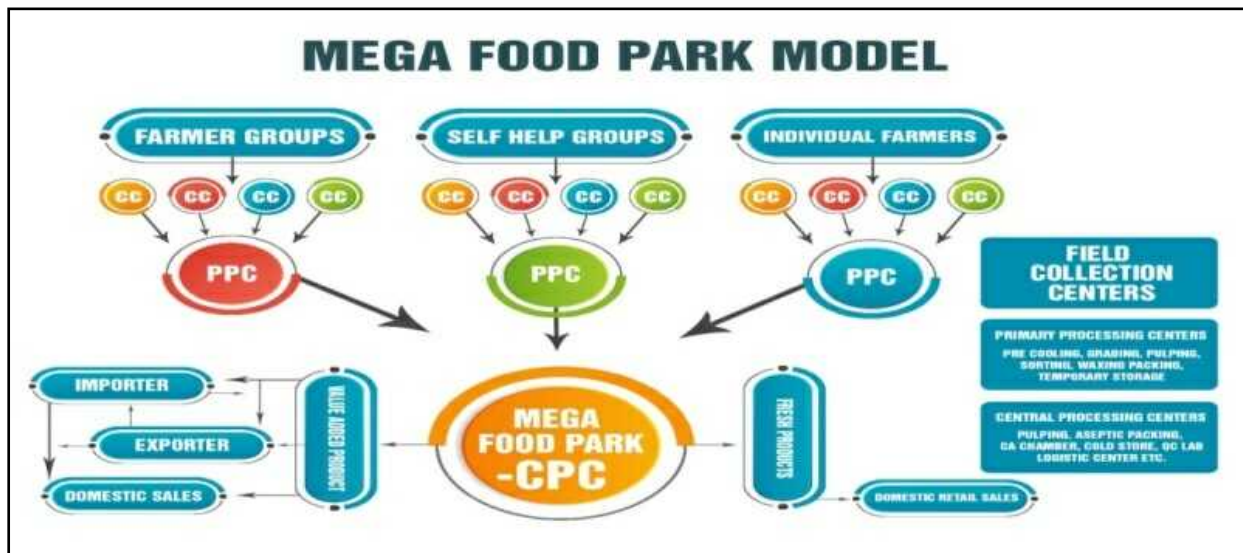 MEGA FOOD PARK MODEL
FARMER GROUPS
SELF HELP GROUPS
INDIVIDUAL FARMERS
CC CC CC CC
CC CC CC CC
CC CC CC CC
PPC
PPC
PPC
FIELD
COLLECTION
CENTERS
PRIMARY PROCESSING CENTERS
PRE COOLING, GRADING, PULPING,
SORTING, WAXING PACKING,
TEMPORARY STORAGE
CENTRAL PROCESSING CENTERS
PULPING, ASEPTIC PACKING,
CA CHAMBER, COLD STORE, QC LAB
LOGISTIC CENTER ETC.
IMPORTER
EXPORTER
DOMESTIC SALES
VALUE ADDED PRODUCT
MEGA
FOOD PARK
-CPC
FRESH PRODUCTS
DOMESTIC RETAIL SALES